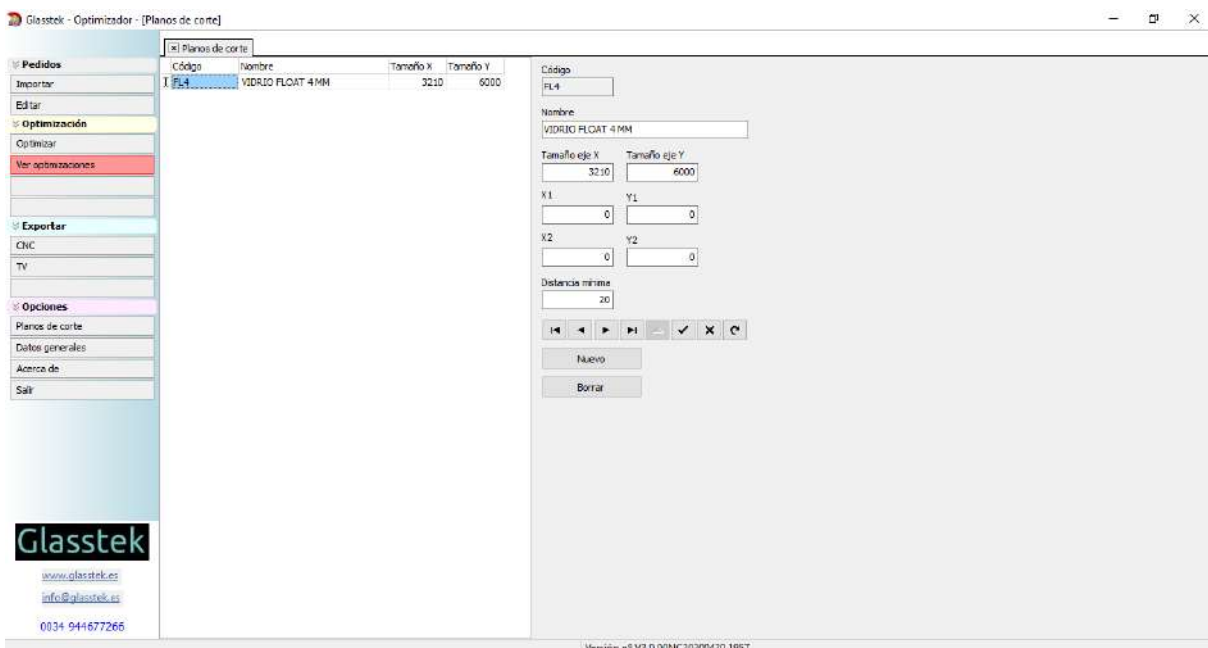 Glasstek - Optimizador - [Planos de corte]
Planos de corte
Pedidos
Importar
Editar
Optimización
Optimizar
Ver optimizaciones
Exportar
CNC
TV
Opciones
Planos de corte
Datos generales
Acerca de
Salir
Glasstek
www.glasstek.es
info@glasstek.es
0034 944677266
Código Nombre Tamaño X Tamaño Y
FL4 VIDRIO FLOAT 4 MM 3210 6000
Código
FL4
Nombre
VIDRIO FLOAT 4 MM
Tamaño eje X Tamaño eje Y
3210 6000
X1 Y1
0 0
X2 Y2
0 0
Distancia mínima
20
Nuevo
Borrar